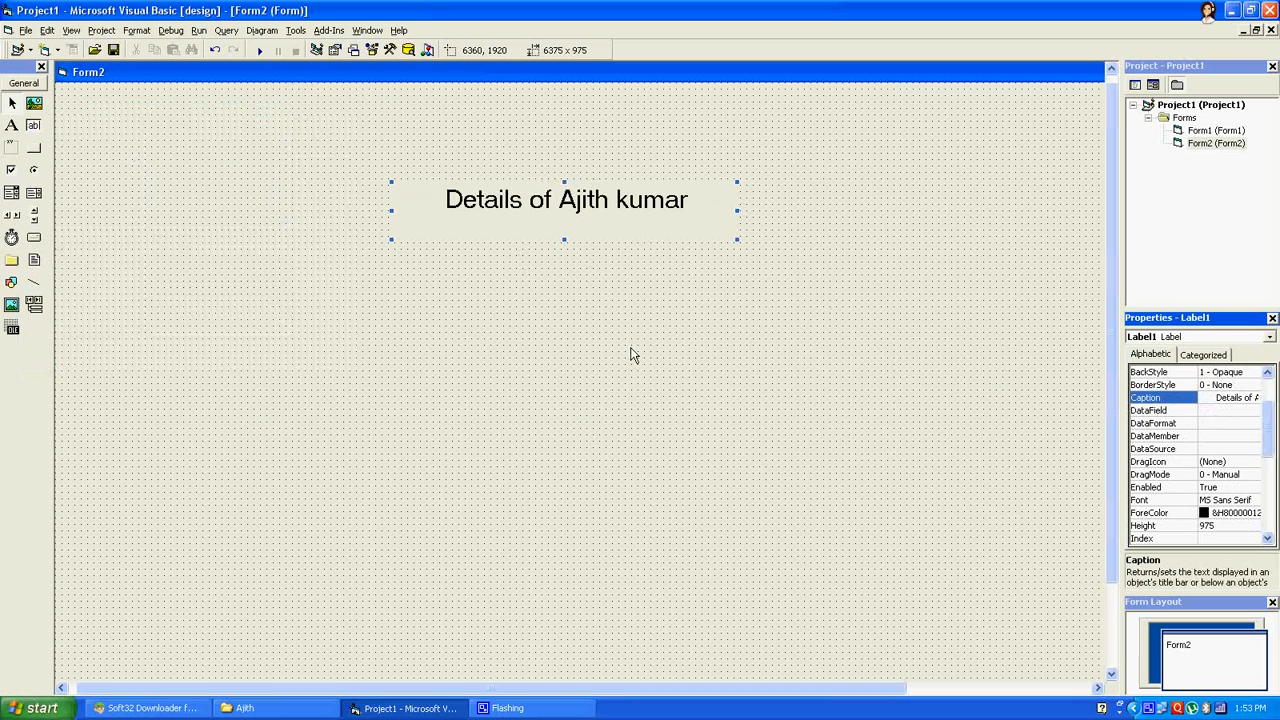 Project1 - Microsoft Visual Basic [design] - [Form2 (Form)]
File Edit View Project Format Debug Run Query Diagram Tools Add-Ins Window Help
6360, 1920 6375 x 975
General
Form2
Details of Ajith kumar
Project - Project1
Project1 (Project1)
Forms
Form1 (Form1)
Form2 (Form2)
Properties - Label1
Label1 Label
Alphabetic Categorized
BackStyle 1 - Opaque
BorderStyle 0 - None
Caption Details of A
DataField
DataFormat
DataMember
DataSource
DragIcon (None)
DragMode 0 - Manual
Enabled True
Font MS Sans Serif
ForeColor &H80000012
Height 975
Index
Caption
Returns/sets the text displayed in an
object's title bar or below an object's
Form Layout
Form2
start Soft32 Downloader f... Ajith Project1 - Microsoft V... Flashing 1:53 PM